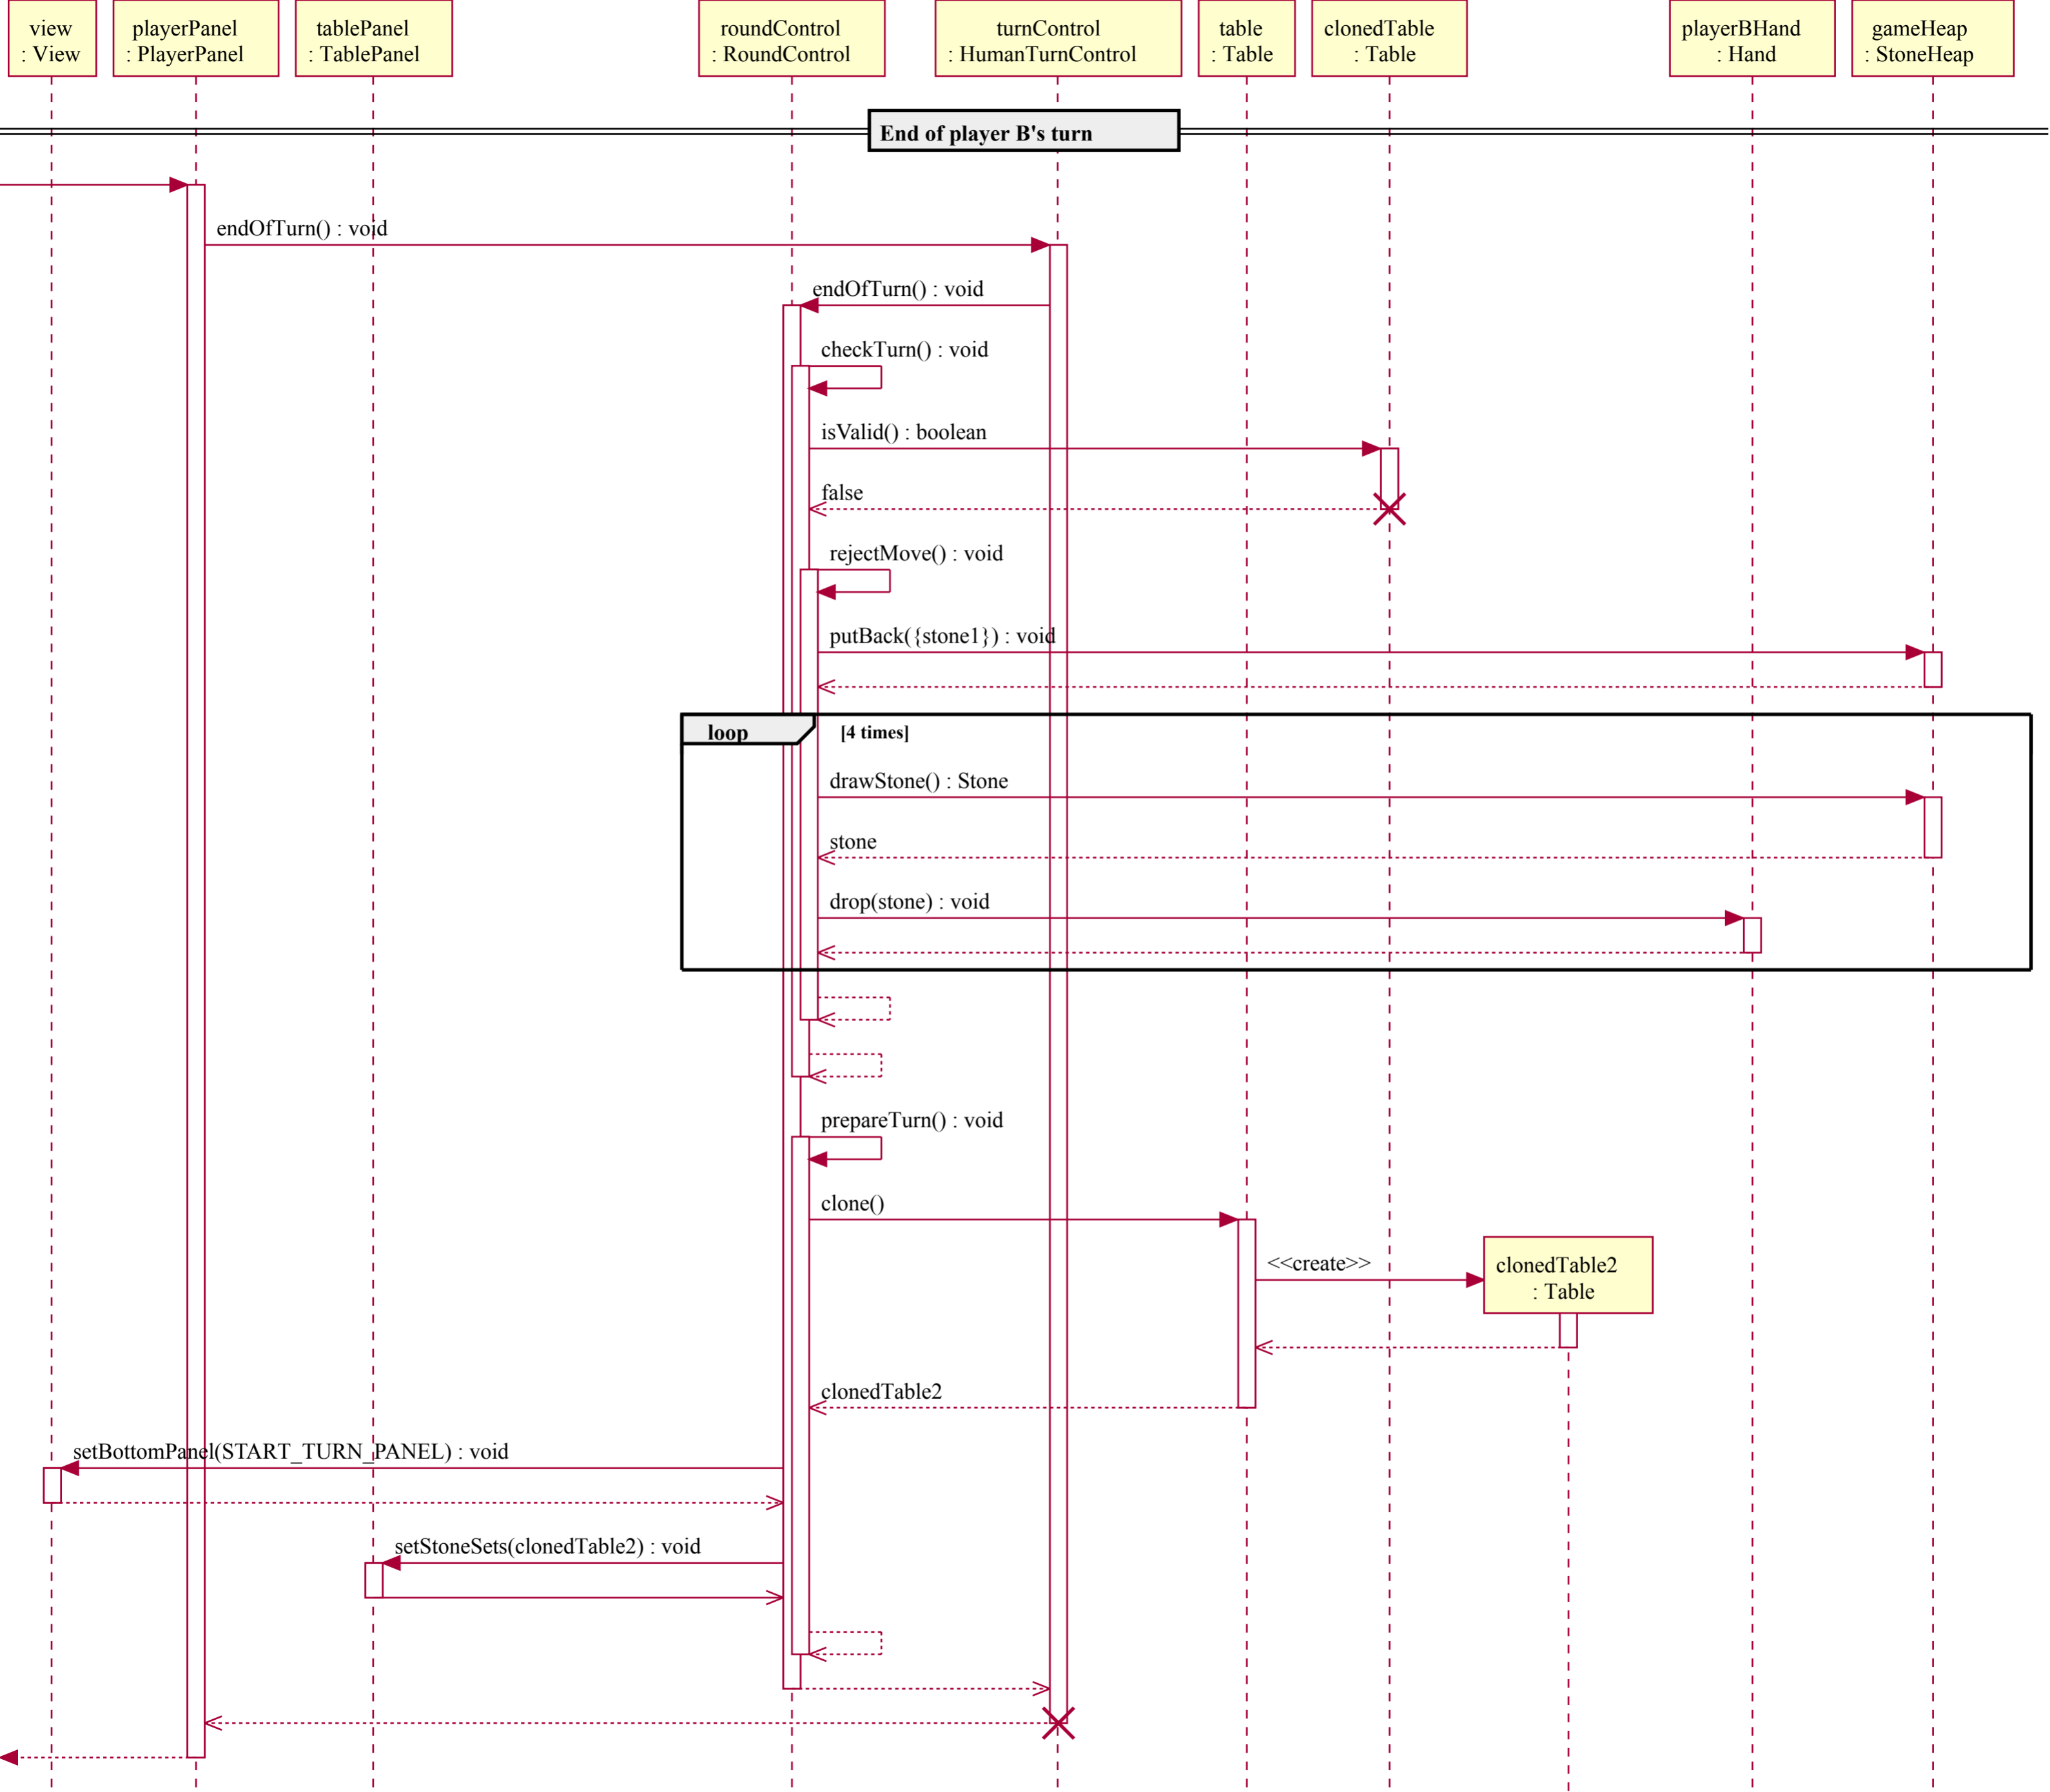 view
: View
playerPanel
: PlayerPanel
tablePanel
: TablePanel
roundControl
: RoundControl
turnControl
: HumanTurnControl
table
: Table
clonedTable
: Table
playerBHand
: Hand
gameHeap
: StoneHeap
End of player B's turn
endOfTurn() : void
endOfTurn() : void
checkTurn() : void
isValid() : boolean
false
rejectMove() : void
putBack({stone1}) : void
loop [4 times]
drawStone() : Stone
stone
drop(stone) : void
prepareTurn() : void
clone()
<<create>>
clonedTable2
: Table
clonedTable2
setBottomPanel(START_TURN_PANEL) : void
setStoneSets(clonedTable2) : void